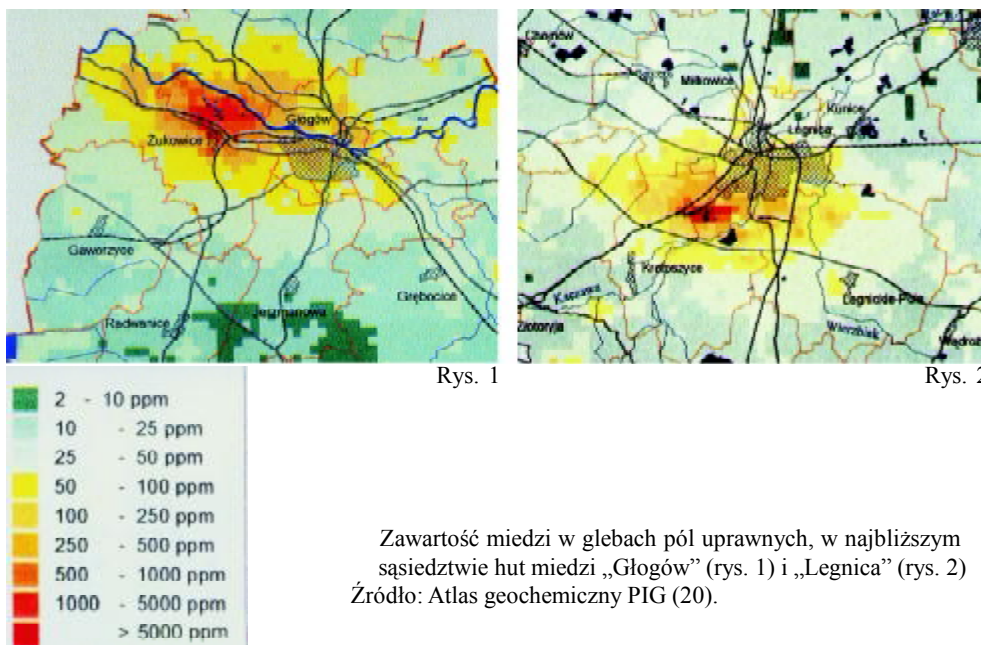 Głogów
Żukowice
Gaworzyce
Grębocice
Radwanice
Jerzmanowa
Rys. 1
Chojnów
Miłkowice
Kunice
Legnica
Krotoszyce
Legnickie Pole
Złotoryja
Wierzbiak
Rys. 2
2 - 10 ppm
10 - 25 ppm
25 - 50 ppm
50 - 100 ppm
100 - 250 ppm
250 - 500 ppm
500 - 1000 ppm
1000 - 5000 ppm
> 5000 ppm
Zawartość miedzi w glebach pól uprawnych, w najbliższym
sąsiedztwie hut miedzi „Głogów” (rys. 1) i „Legnica” (rys. 2)
Źródło: Atlas geochemiczny PIG (20).